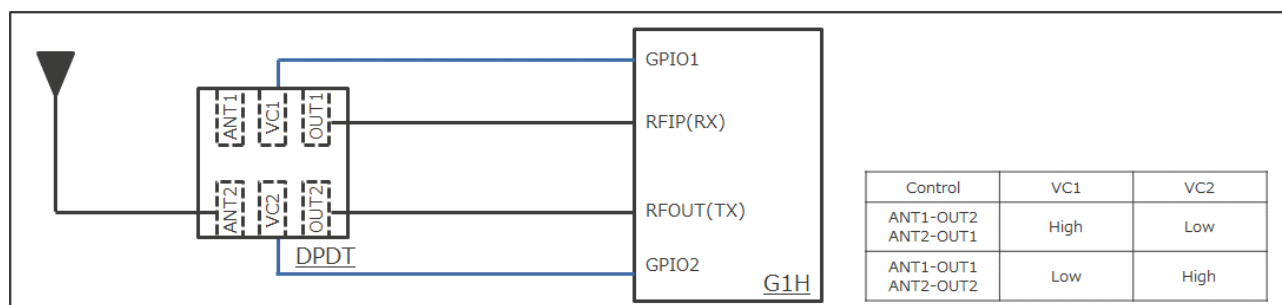 GPIO1
ANT1
VC1
OUT1
RFIP(RX)
ANT2
VC2
OUT2
RFOUT(TX)
DPDT
GPIO2
G1H
Control VC1 VC2
ANT1-OUT2
ANT2-OUT1
High Low
ANT1-OUT1
ANT2-OUT2
Low High